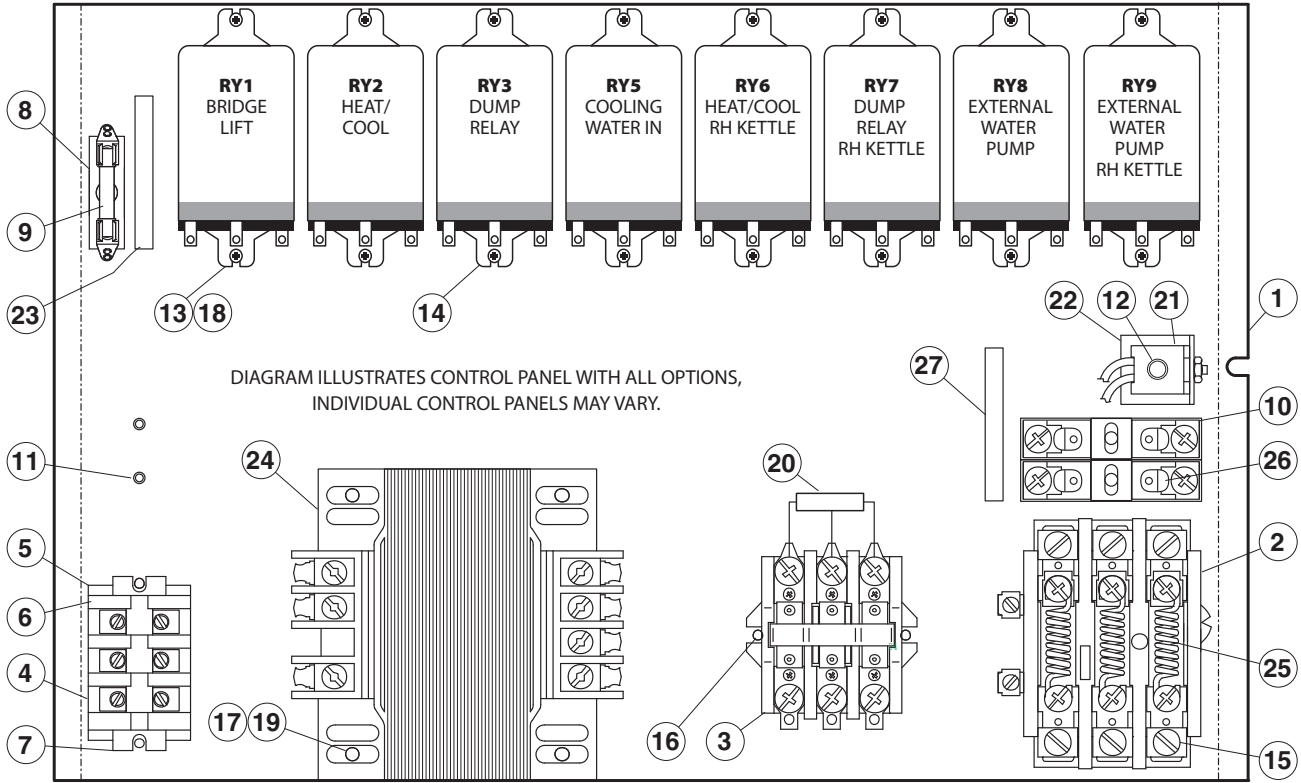 RY1
BRIDGE
LIFT
RY2
HEAT/
COOL
RY3
DUMP
RELAY
RY5
COOLING
WATER IN
RY6
HEAT/COOL
RH KETTLE
RY7
DUMP
RELAY
RH KETTLE
RY8
EXTERNAL
WATER
PUMP
RY9
EXTERNAL
WATER
PUMP
RH KETTLE
8
9
23
13 18
14
22 12 21
1
27
10
26
DIAGRAM ILLUSTRATES CONTROL PANEL WITH ALL OPTIONS,
INDIVIDUAL CONTROL PANELS MAY VARY.
11
24
20
5
6
4
7
2
25
17 19
16
3
15